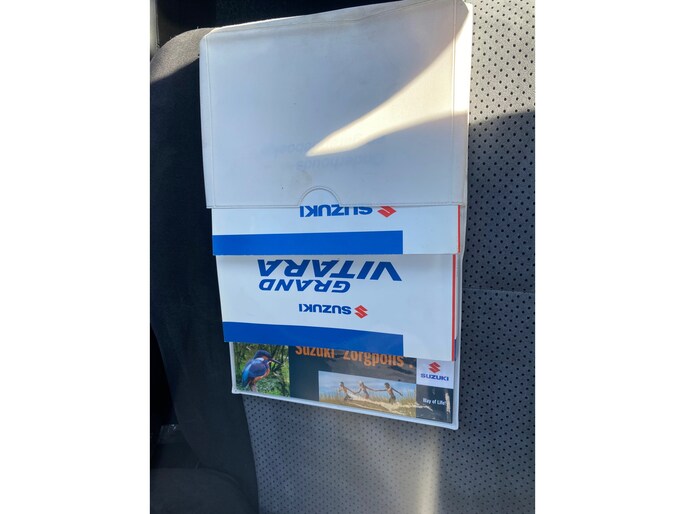 SUZUKI
GRAND
VITARA
SUZUKI
Suzuki Zorgpolis
SUZUKI
Way of Life!